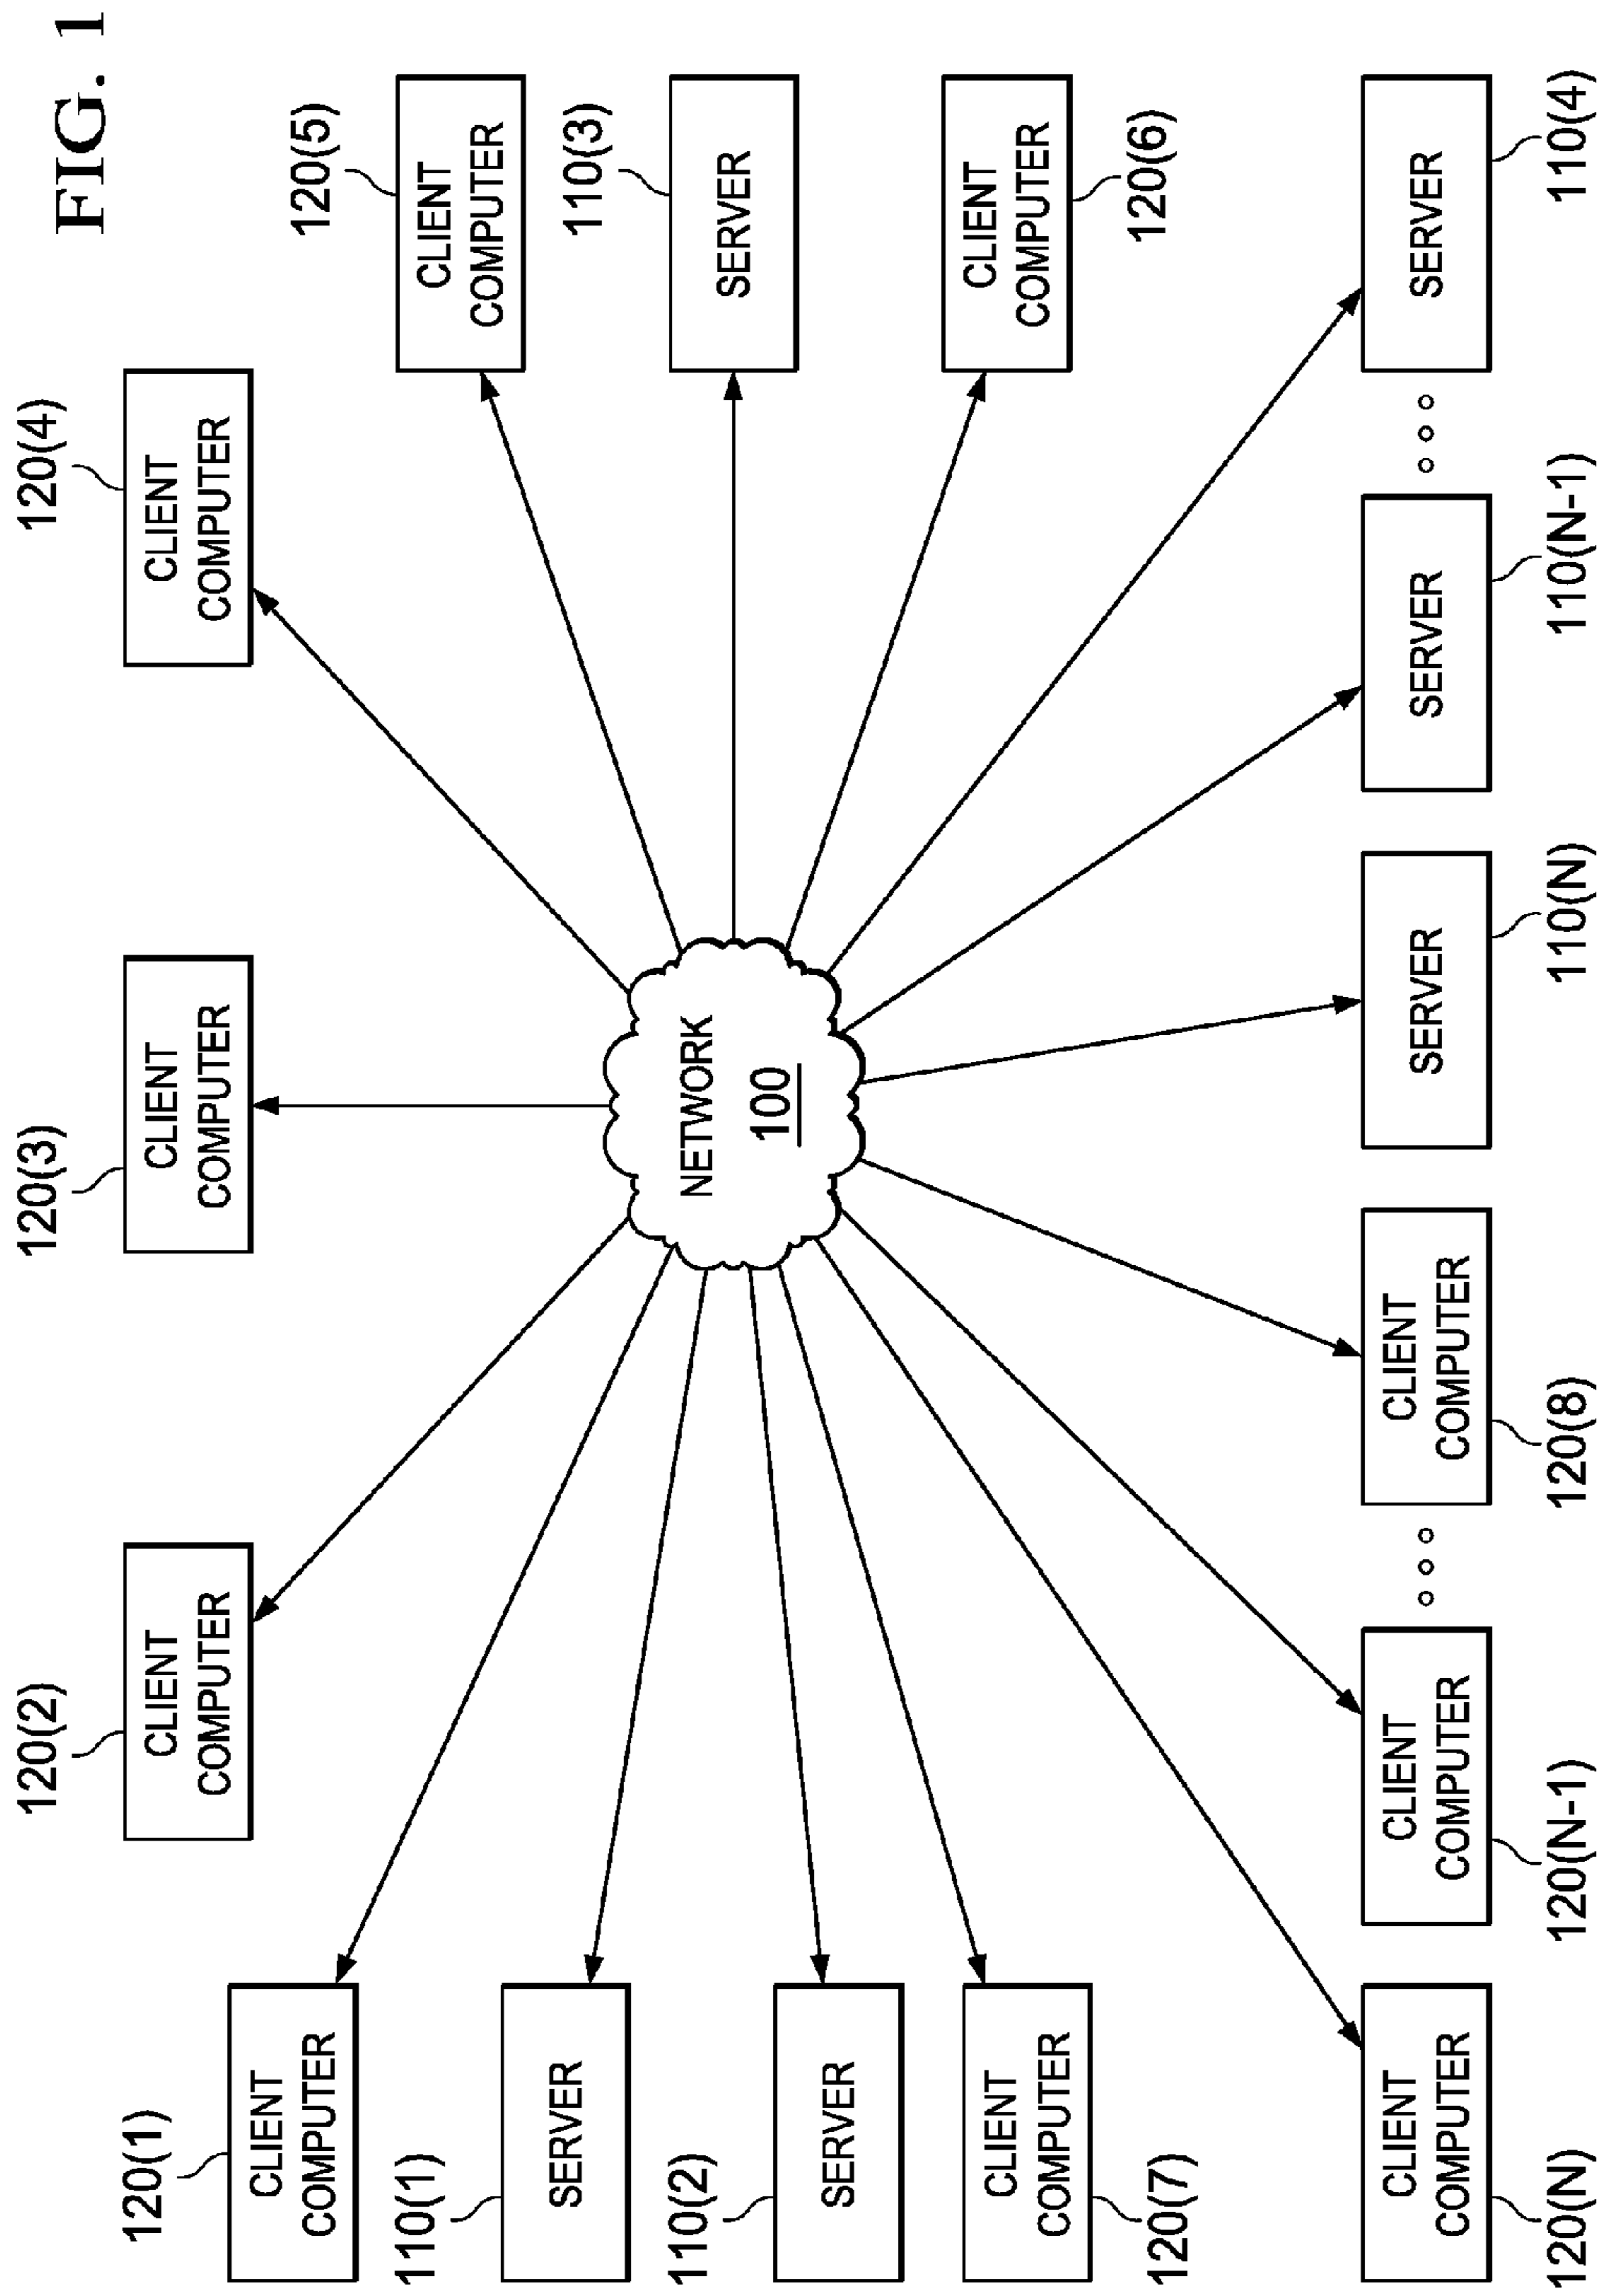 FIG. 1
120(2)
CLIENT
COMPUTER
120(3)
CLIENT
COMPUTER
120(4)
CLIENT
COMPUTER
120(1)
CLIENT
COMPUTER
120(5)
CLIENT
COMPUTER
110(1)
SERVER
110(3)
SERVER
NETWORK
100
110(2)
SERVER
CLIENT
COMPUTER
120(6)
CLIENT
COMPUTER
120(7)
CLIENT
COMPUTER
120(N)
CLIENT
COMPUTER
120(N-1)
CLIENT
COMPUTER
120(8)
SERVER
110(N)
SERVER
110(N-1)
SERVER
110(4)